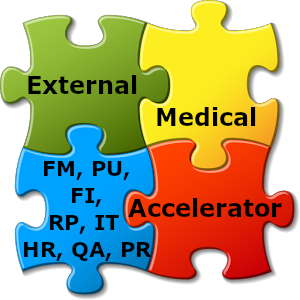 External
Medical
FM, PU,
FI,
RP, IT
HR, QA, PR
Accelerator